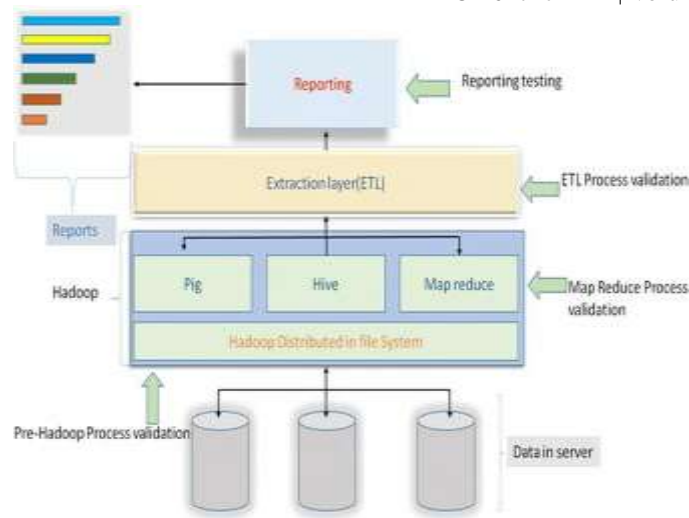 Reporting
Reporting testing
Extraction layer(ETL)
ETL Process validation
Reports
Hadoop
Pig
Hive
Map reduce
Map Reduce Process
validation
Hadoop Distributed in file System
Pre-Hadoop Process validation
Data in server